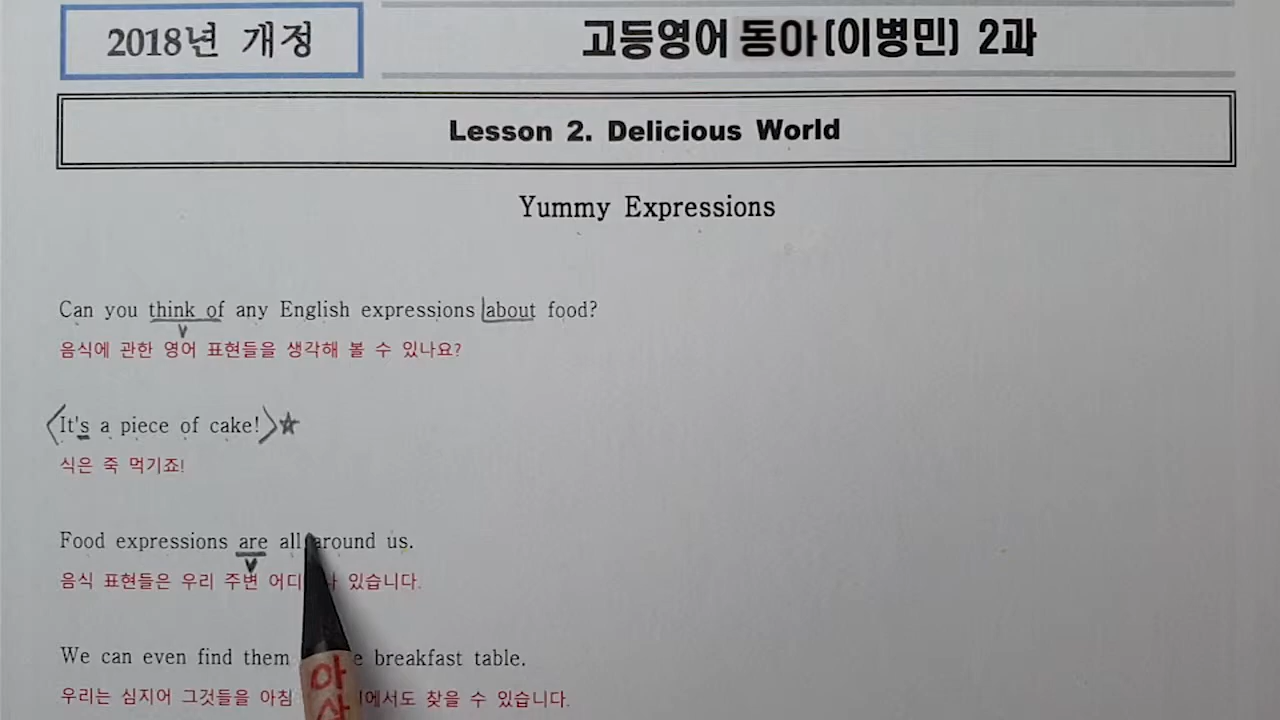 2018년 개정
고등영어 동아(이병민) 2과
Lesson 2. Delicious World
Yummy Expressions
Can you think of any English expressions about food?
음식에 관한 영어 표현들을 생각해 볼 수 있나요?
It's a piece of cake!
식은 죽 먹기죠!
Food expressions are all around us.
음식 표현들은 우리 주변 있습니다.
We can even find them breakfast table.
우리는 심지어 그것들을 아침 찾을 수 있습니다.